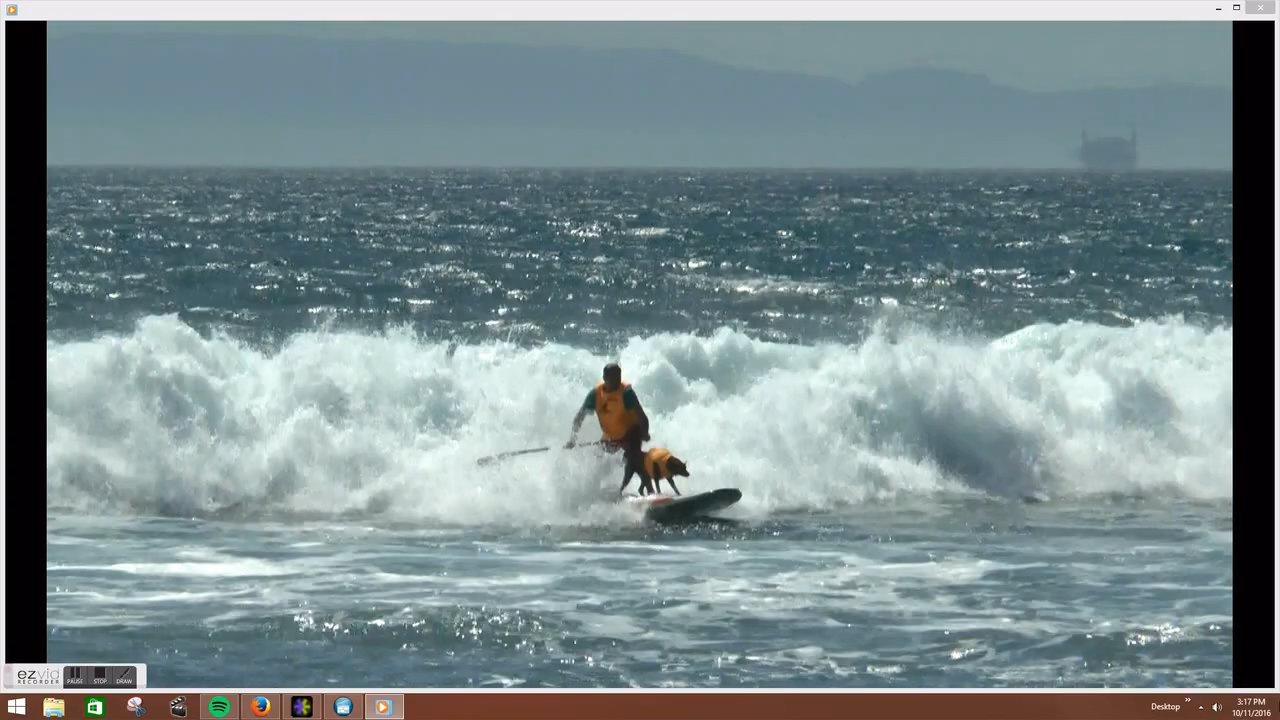 ezvid
RECORDER
PAUSE STOP DRAW
Desktop
3:17 PM
10/11/2016